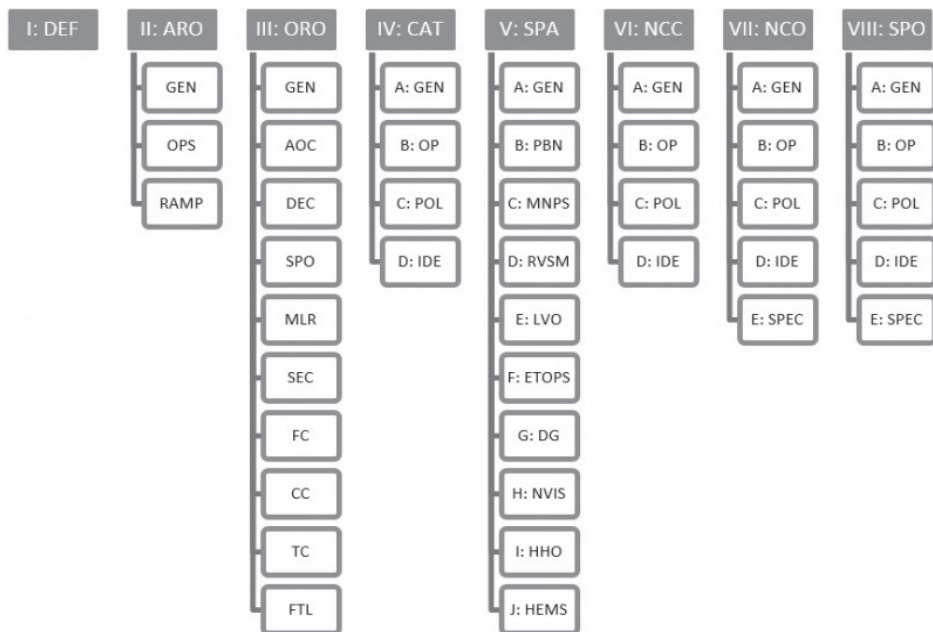 I: DEF
II: ARO
GEN
OPS
RAMP
III: ORO
GEN
AOC
DEC
SPO
MLR
SEC
FC
CC
TC
FTL
IV: CAT
A: GEN
B: OP
C: POL
D: IDE
V: SPA
A: GEN
B: PBN
C: MNPS
D: RVSM
E: LVO
F: ETOPS
G: DG
H: NVIS
I: HHO
J: HEMS
VI: NCC
A: GEN
B: OP
C: POL
D: IDE
VII: NCO
A: GEN
B: OP
C: POL
D: IDE
E: SPEC
VIII: SPO
A: GEN
B: OP
C: POL
D: IDE
E: SPEC